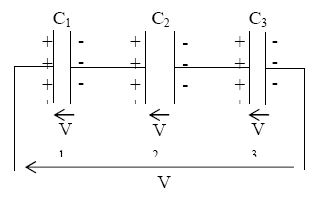 C1 C2 C3
+ - + - + -
+ - + - + -
+ - + - + -
V V V
1 2 3
V